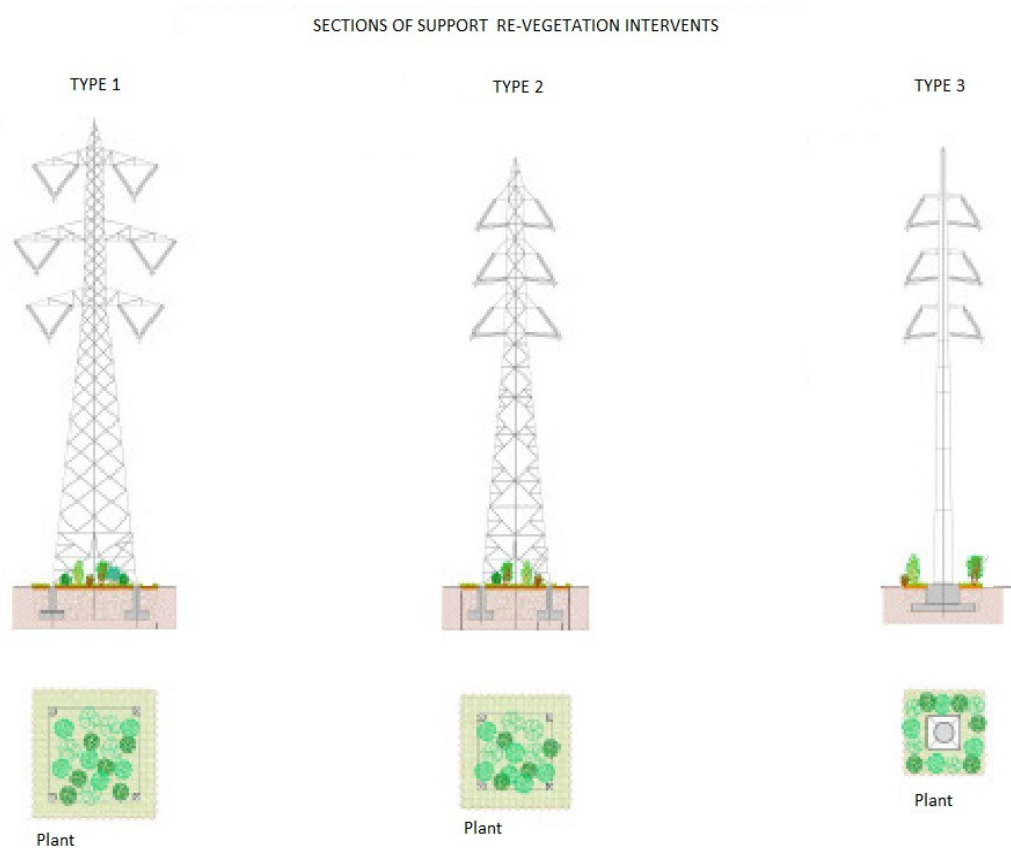 SECTIONS OF SUPPORT RE-VEGETATION INTERVENTS
TYPE 1
TYPE 2
TYPE 3
Plant
Plant
Plant